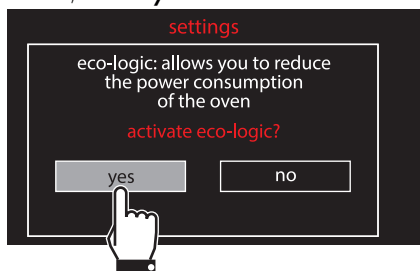 settings
eco-logic: allows you to reduce
the power consumption
of the oven
activate eco-logic?
yes
no